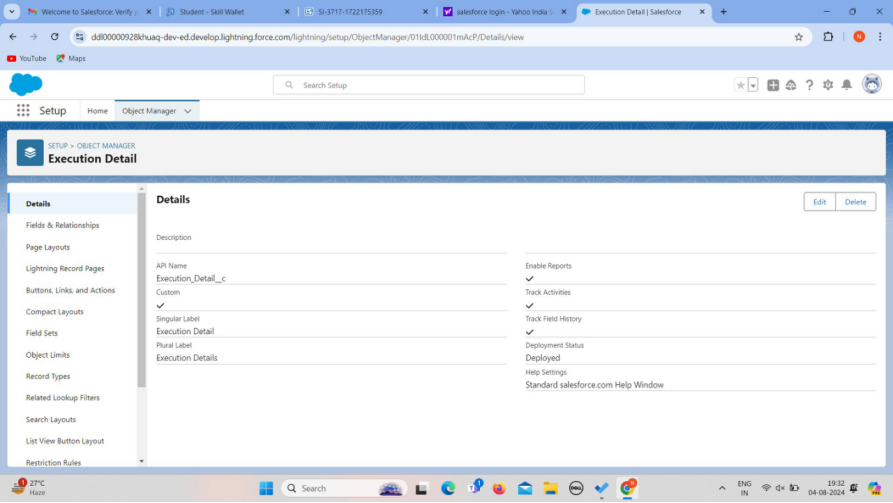 Welcome to Salesforce: Verify y
Student - Skill Wallet
SI-3717-1722175359
salesforce login - Yahoo India S
Execution Detail | Salesforce
ddl00000928khuaq-dev-ed.develop.lightning.force.com/lightning/setup/ObjectManager/01IdL000001mAcP/Details/view
N
YouTube
Maps
Search Setup
Setup
Home
Object Manager
SETUP > OBJECT MANAGER
Execution Detail
Details
Fields & Relationships
Page Layouts
Lightning Record Pages
Buttons, Links, and Actions
Compact Layouts
Field Sets
Object Limits
Record Types
Related Lookup Filters
Search Layouts
List View Button Layout
Restriction Rules
Details
Edit
Delete
Description
API Name
Execution_Detail__c
Custom
Singular Label
Execution Detail
Plural Label
Execution Details
Enable Reports
Track Activities
Track Field History
Deployment Status
Deployed
Help Settings
Standard salesforce.com Help Window
1
27°C
Haze
Search
1
DELL
ENG
IN
19:32
04-08-2024